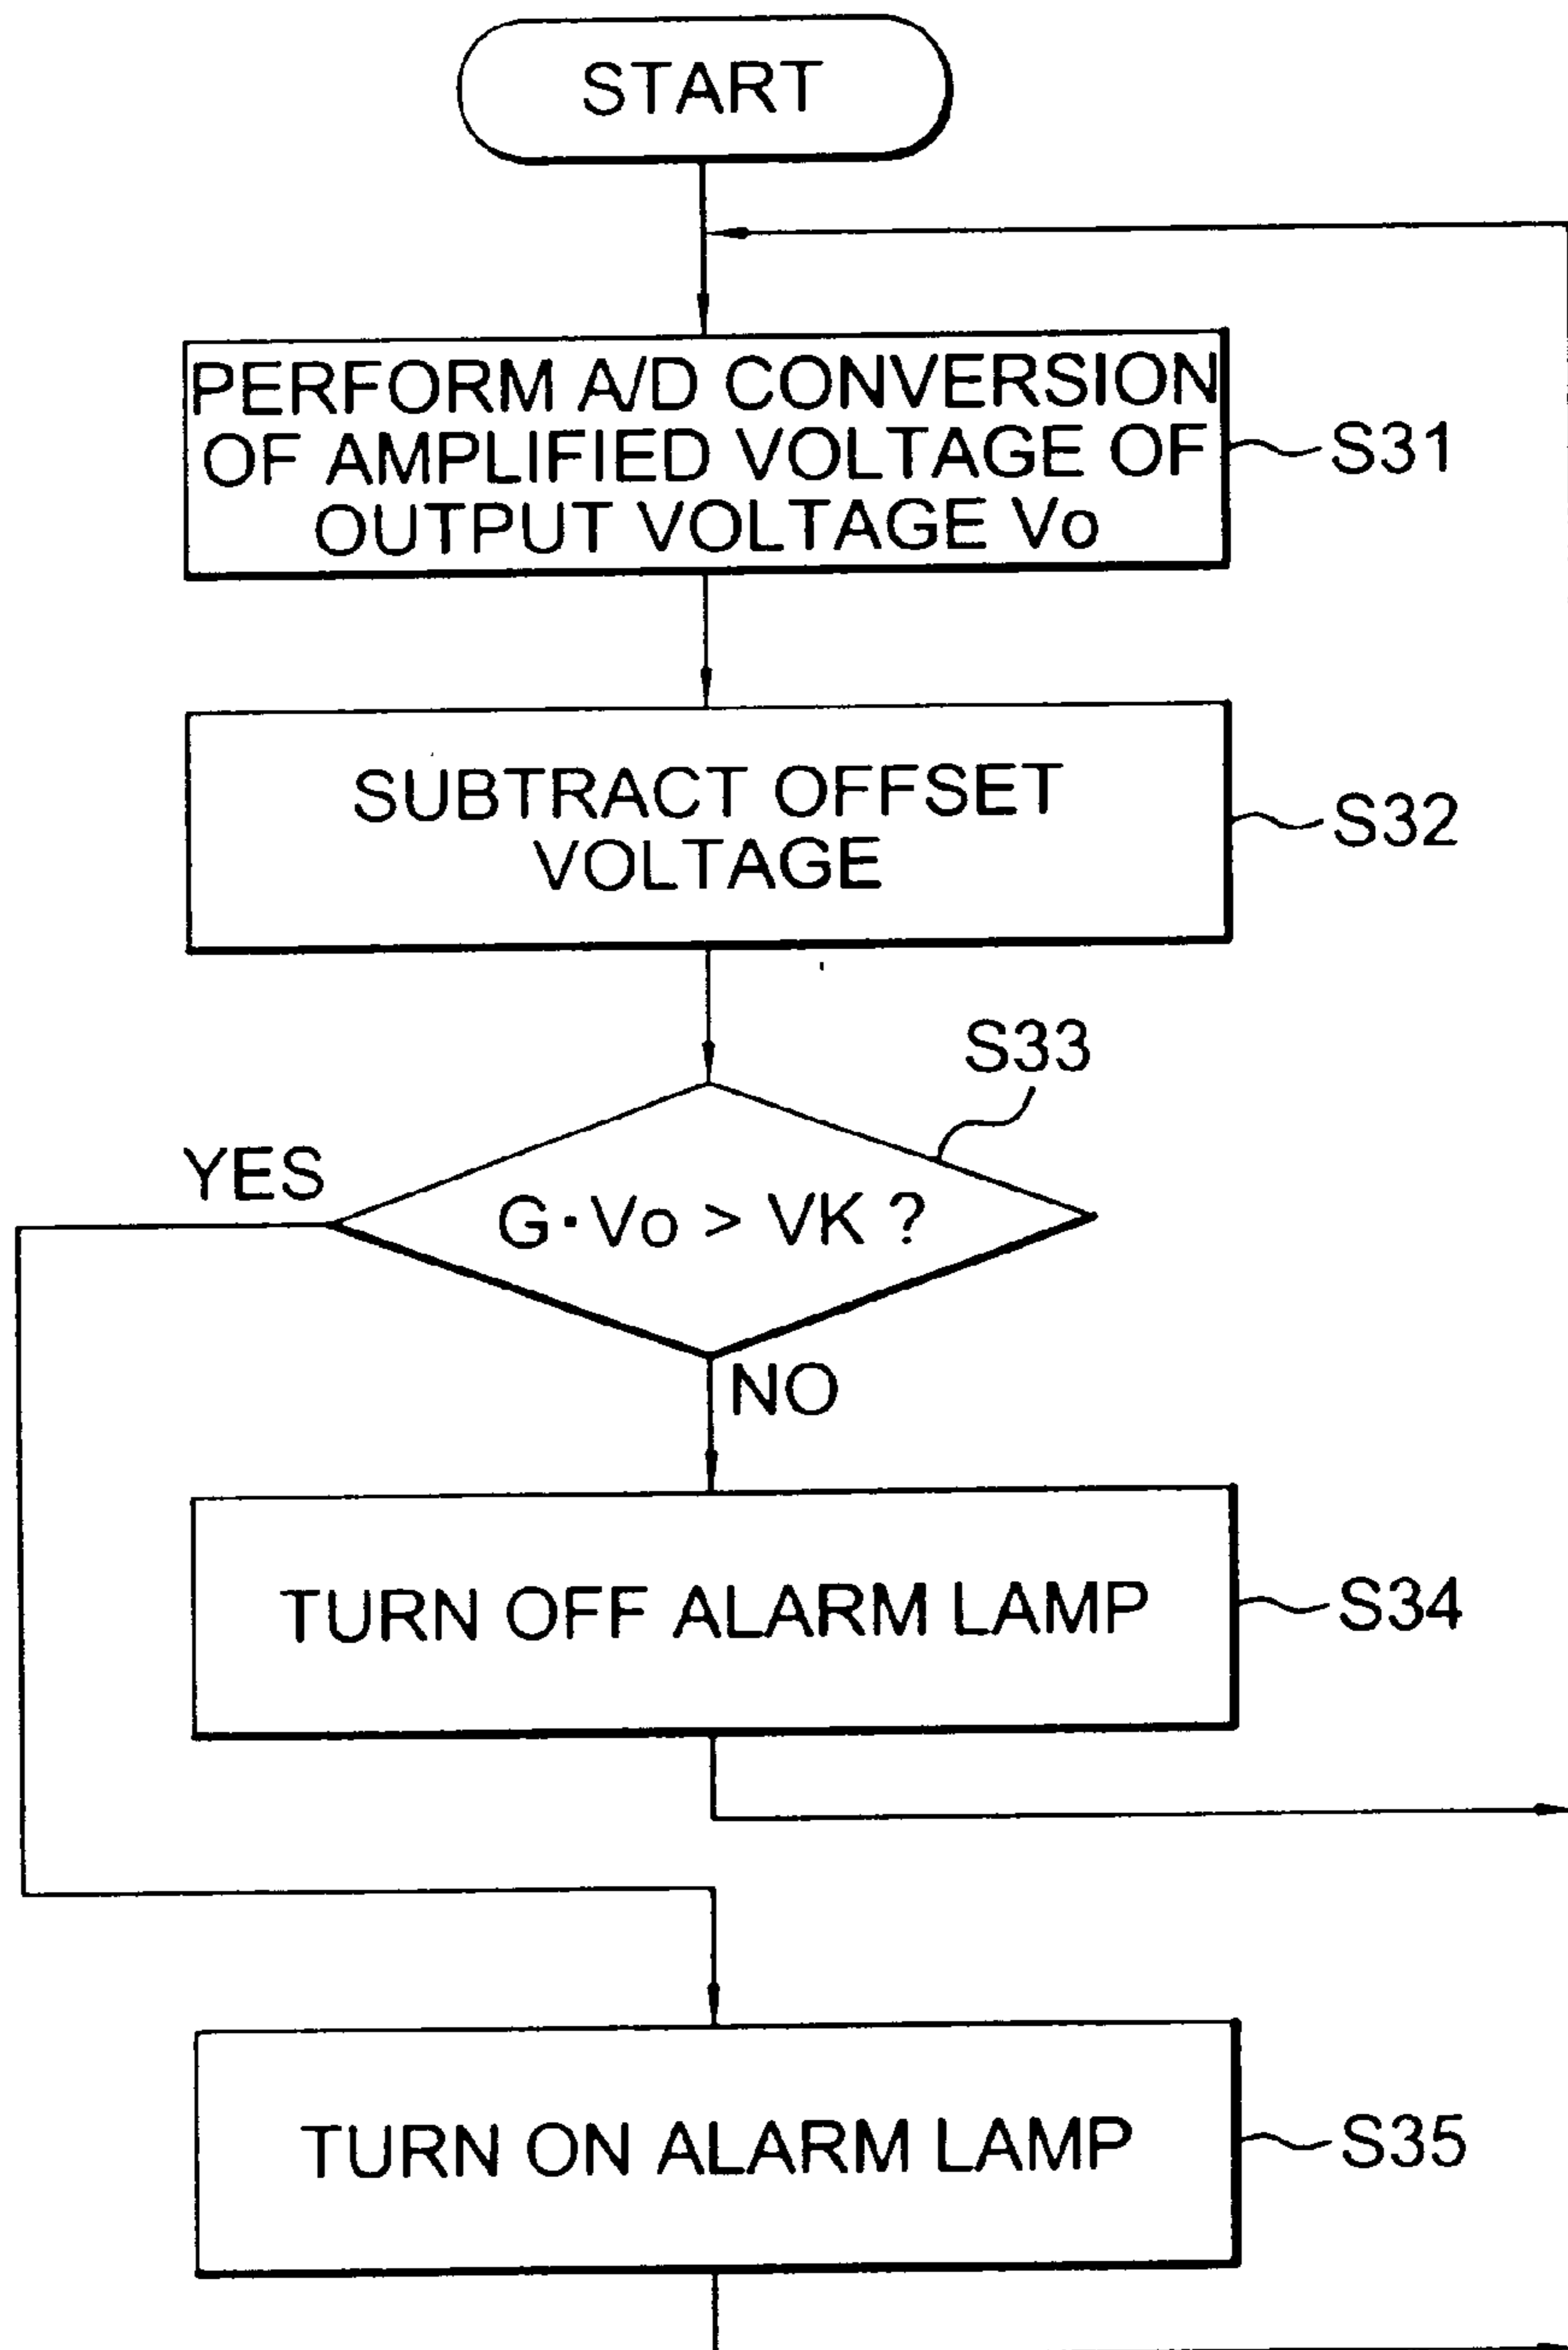 START
PERFORM A/D CONVERSION
OF AMPLIFIED VOLTAGE OF
OUTPUT VOLTAGE Vo
S31
SUBTRACT OFFSET
VOLTAGE
S32
S33
YES
G·Vo > VK ?
NO
TURN OFF ALARM LAMP
S34
TURN ON ALARM LAMP
S35